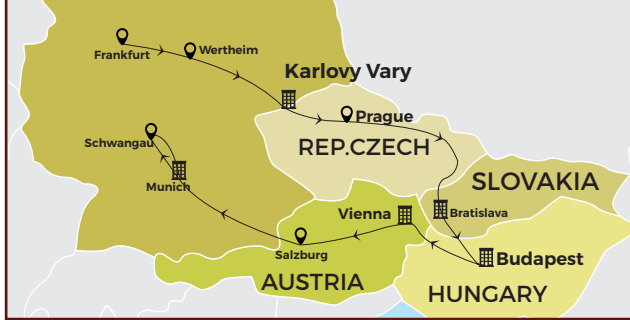 Frankfurt
Wertheim
Karlovy Vary
Prague
REP.CZECH
Schwangau
Munich
SLOVAKIA
Vienna
Bratislava
Salzburg
Budapest
AUSTRIA
HUNGARY